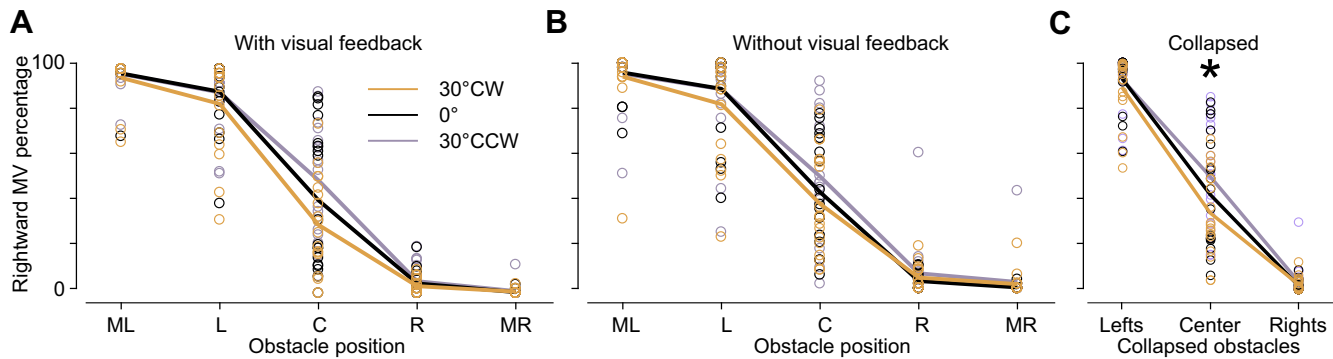 A
With visual feedback
B
Without visual feedback
C
Collapsed
*
Rightward MV percentage
100
0
30°CW
0°
30°CCW
ML L C R MR
Obstacle position
ML L C R MR
Obstacle position
Lefts Center Rights
Collapsed obstacles